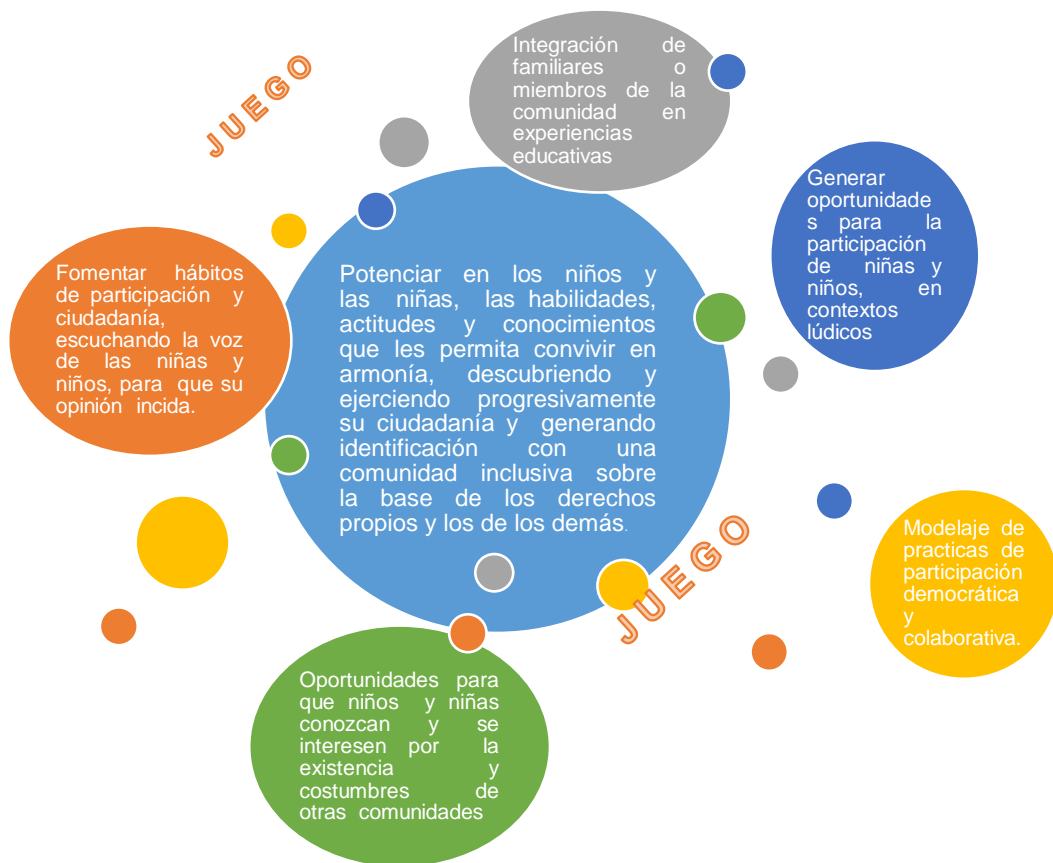 JUEGO
Integración de
familiares o
miembros de la
comunidad en
experiencias
educativas
Generar
oportunidade
s para la
participación
de niñas y
niños, en
contextos
lúdicos
Fomentar hábitos
de participación y
ciudadanía,
escuchando la voz
de las niñas y
niños, para que su
opinión incida.
Potenciar en los niños y
las niñas, las habilidades,
actitudes y conocimientos
que les permita convivir en
armonía, descubriendo y
ejerciendo progresivamente
su ciudadanía y generando
identificación con una
comunidad inclusiva sobre
la base de los derechos
propios y los de los demás.
JUEGO
Modelaje de
practicas de
participación
democrática
y
colaborativa.
Oportunidades para
que niños y niñas
conozcan y se
interesen por la
existencia y
costumbres de
otras comunidades